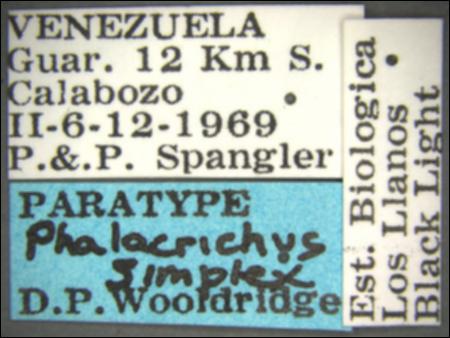 VENEZUELA
Guar. 12 Km S.
Calabozo
II-6-12-1969
P.&.P. Spangler
PARATYPE
Phalacrichus
simplex
D.P.Wooldridge
Est. Biologica
Los Llanos
Black Light